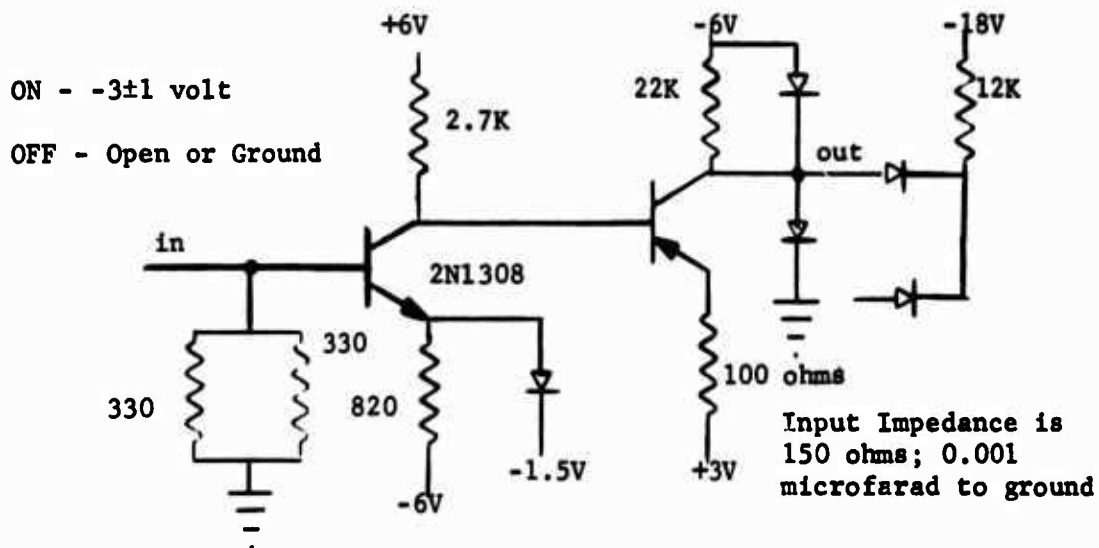 +6V
-6V
-18V
ON - -3±1 volt
22K
12K
2.7K
OFF - Open or Ground
out
in
2N1308
330
330
820
100 ohms
-1.5V
+3V
-6V
Input Impedance is
150 ohms; 0.001
microfarad to ground